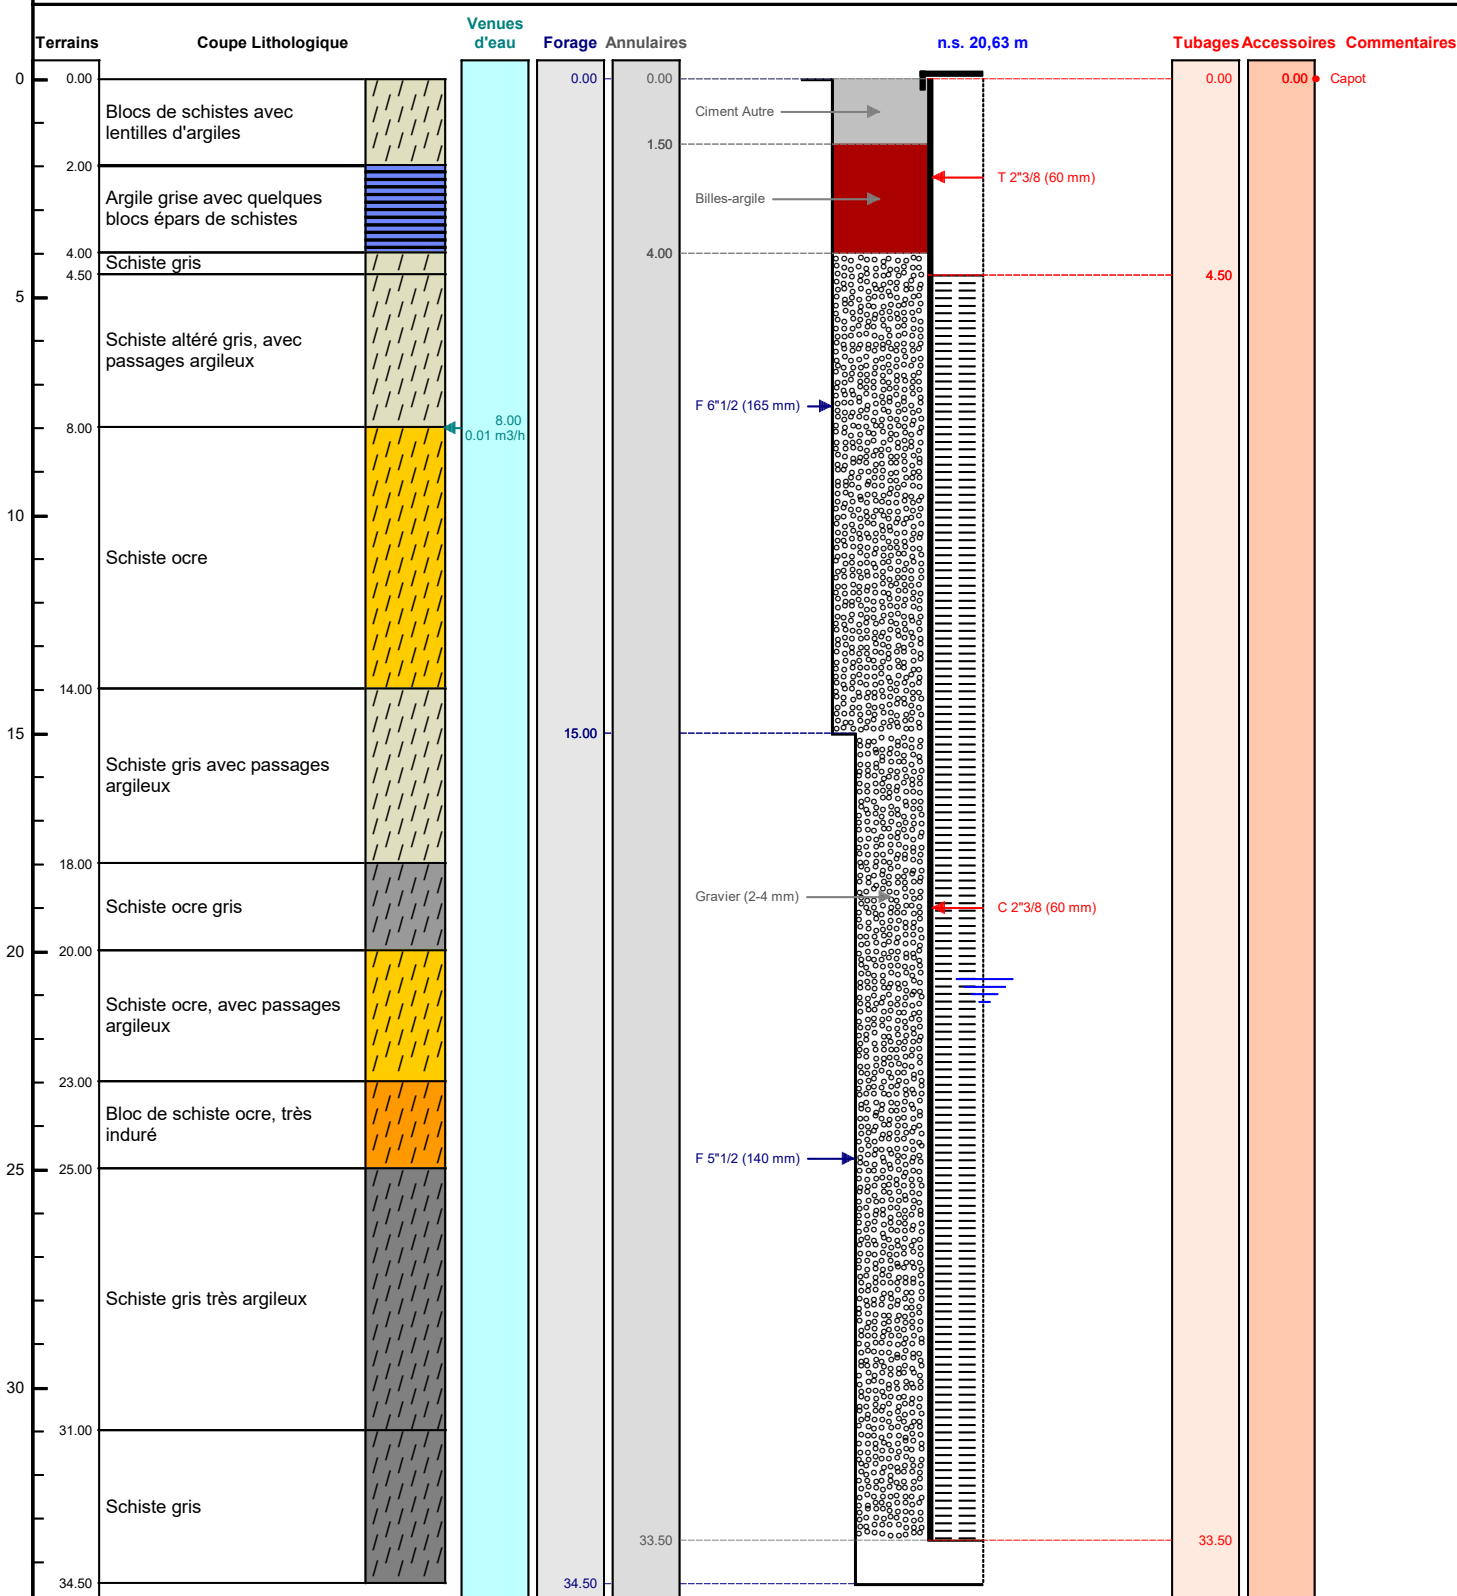 Venues
Terrains Coupe Lithologique d'eau Forage Annulaires n.s. 20,63 m Tubages Accessoires Commentaires
0 0.00 0.00 0.00 0.00 0.00 Capot
Blocs de schistes avec
lentilles d'argiles
Ciment Autre
1.50
2.00
T 2"3/8 (60 mm)
Argile grise avec quelques
blocs épars de schistes
Billes-argile
4.00 4.00
Schiste gris
4.50 4.50
5
Schiste altéré gris, avec
passages argileux
F 6"1/2 (165 mm)
8.00 8.00
0.01 m3/h
10
Schiste ocre
14.00
15 15.00
Schiste gris avec passages
argileux
18.00
Gravier (2-4 mm)
Schiste ocre gris C 2"3/8 (60 mm)
20 20.00
Schiste ocre, avec passages
argileux
23.00
Bloc de schiste ocre, très
induré
F 5"1/2 (140 mm)
25 25.00
Schiste gris très argileux
30
31.00
Schiste gris
33.50 33.50
34.50 34.50